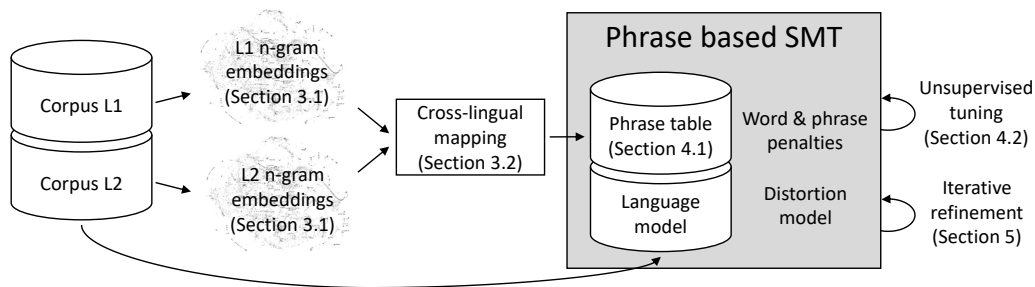 Corpus L1
Corpus L2
L1 n-gram
embeddings
(Section 3.1)
L2 n-gram
embeddings
(Section 3.1)
Cross-lingual
mapping
(Section 3.2)
Phrase based SMT
Phrase table
(Section 4.1)
Language
model
Word & phrase
penalties
Distortion
model
Unsupervised
tuning
(Section 4.2)
Iterative
refinement
(Section 5)